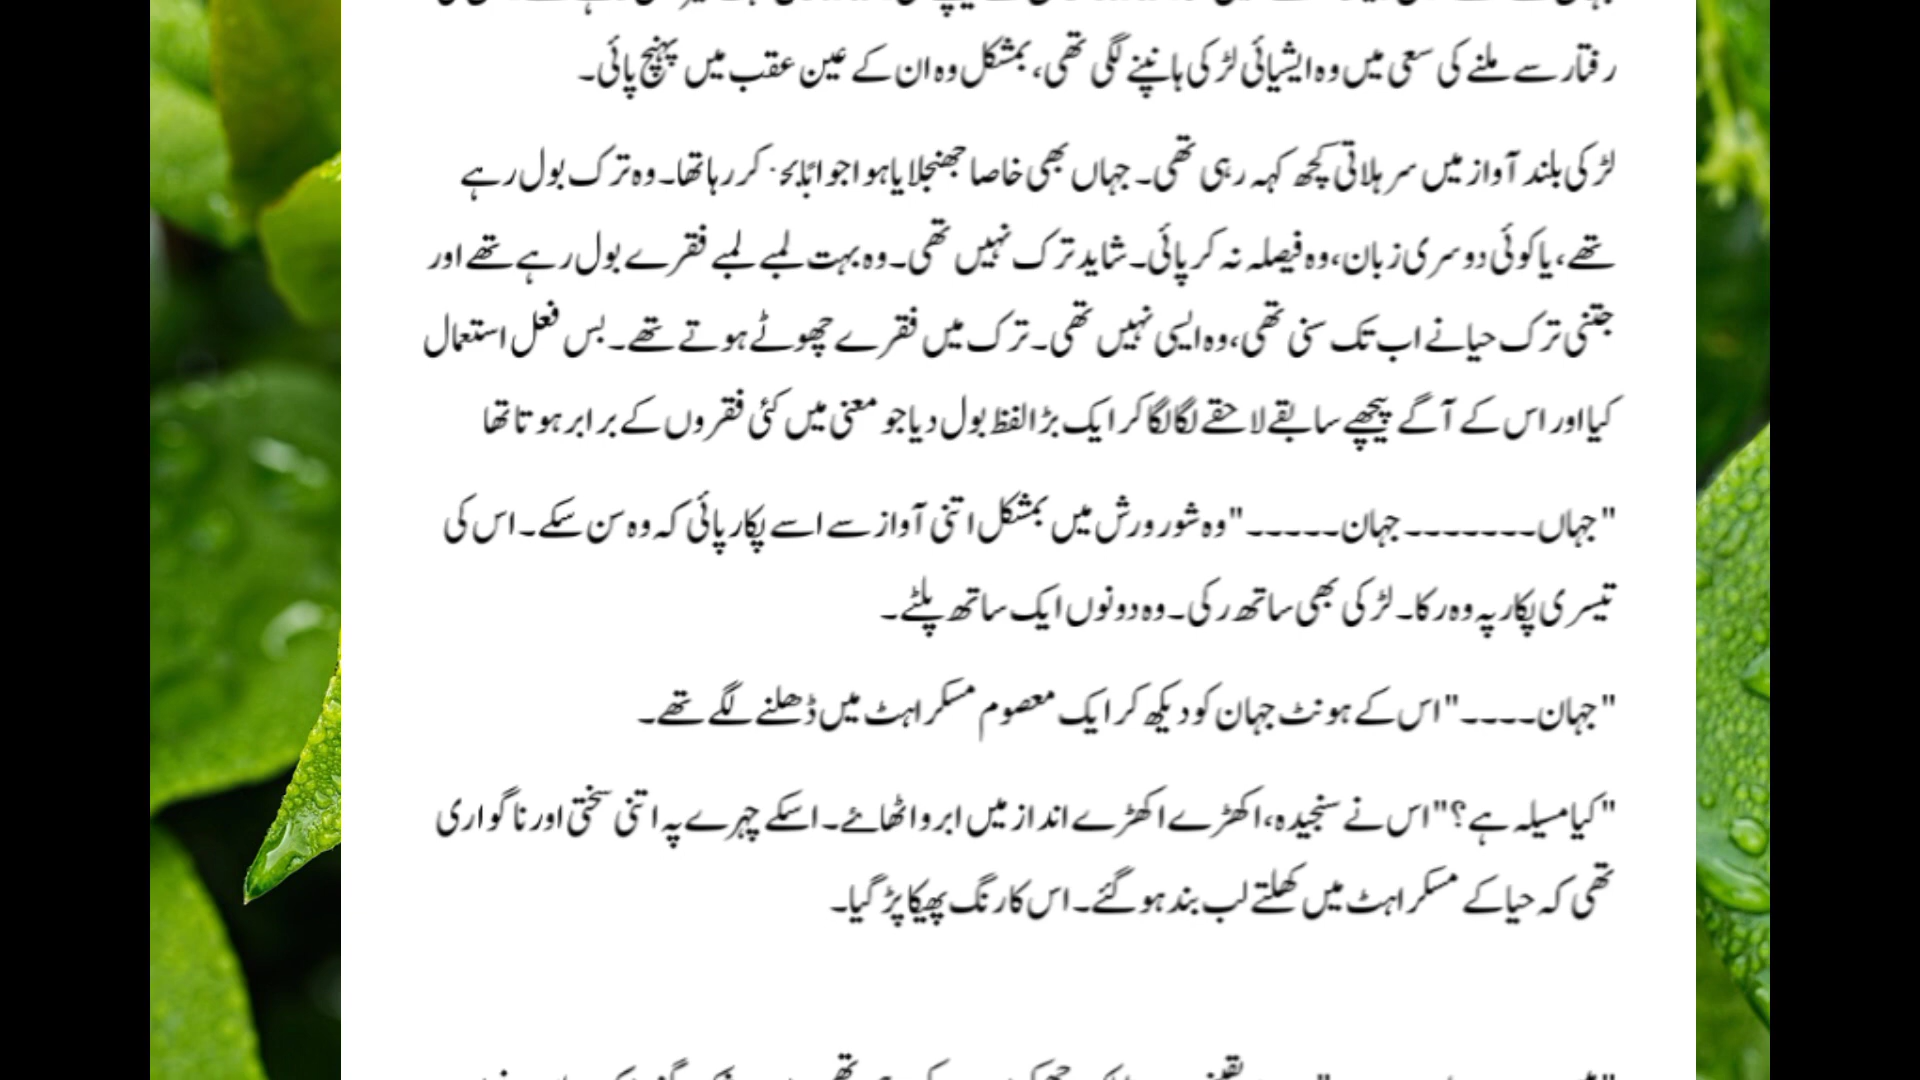 رفتار سے ملنے کی سعی میں وہ ایشیائی لڑکی ہانپنے لگی تھی، بمشکل وہ ان کے عین عقب میں پہنچ پائی۔
لڑکی بلند آواز میں سر ہلاتی کچھ کہہ رہی تھی۔ جہاں بھی خاصا جھنجلایا ہوا جواباً کر رہا تھا۔ وہ ترک بول رہے
تھے، یا کوئی دوسری زبان، وہ فیصلہ نہ کر پائی۔ شاید ترک نہیں تھی۔ وہ بہت لمبے لمبے فقرے بول رہے تھے اور
جتنی ترک حیا نے اب تک سنی تھی، وہ ایسی نہیں تھی۔ ترک میں فقرے چھوٹے ہوتے تھے۔ بس فعل استعمال
کیا اور اس کے آگے پیچھے سابقے لاحقے لگا لگا کر ایک بڑا لفظ بول دیا جو معنی میں کئی فقروں کے برابر ہوتا تھا
"جہاں------- جہان-----" وہ شور ورش میں بمشکل اتنی آواز سے اسے پکار پائی کہ وہ سن سکے۔ اس کی
تیسری پکار پہ وہ رکا۔ لڑکی بھی ساتھ رکی۔ وہ دونوں ایک ساتھ پلٹے۔
"جہان----" اس کے ہونٹ جہان کو دیکھ کر ایک معصوم مسکراہٹ میں ڈھلنے لگے تھے۔
"کیا مسیلہ ہے؟" اس نے سنجیدہ، اکھڑے اکھڑے انداز میں ابرو اٹھائے۔ اسکے چہرے پہ اتنی سختی اور ناگواری
تھی کہ حیا کے مسکراہٹ میں کھلتے لب بند ہو گئے۔ اس کا رنگ پھیکا پڑ گیا۔